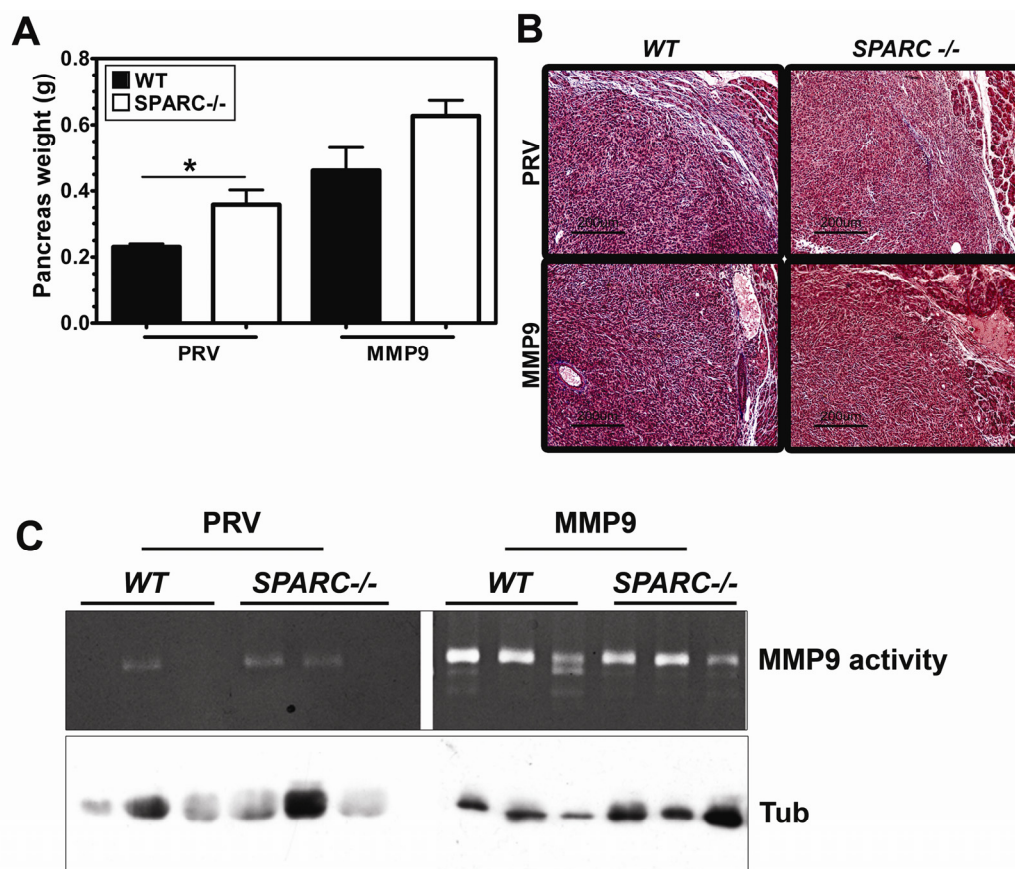 A
Pancreas weight (g)
0.8
0.6
0.4
0.2
0.0
WT
SPARC-/-
*
PRV
MMP9
B
WT
SPARC -/-
PRV
MMP9
200um
200um
200um
200um
C
PRV
MMP9
WT
SPARC-/-
WT
SPARC-/-
MMP9 activity
Tub